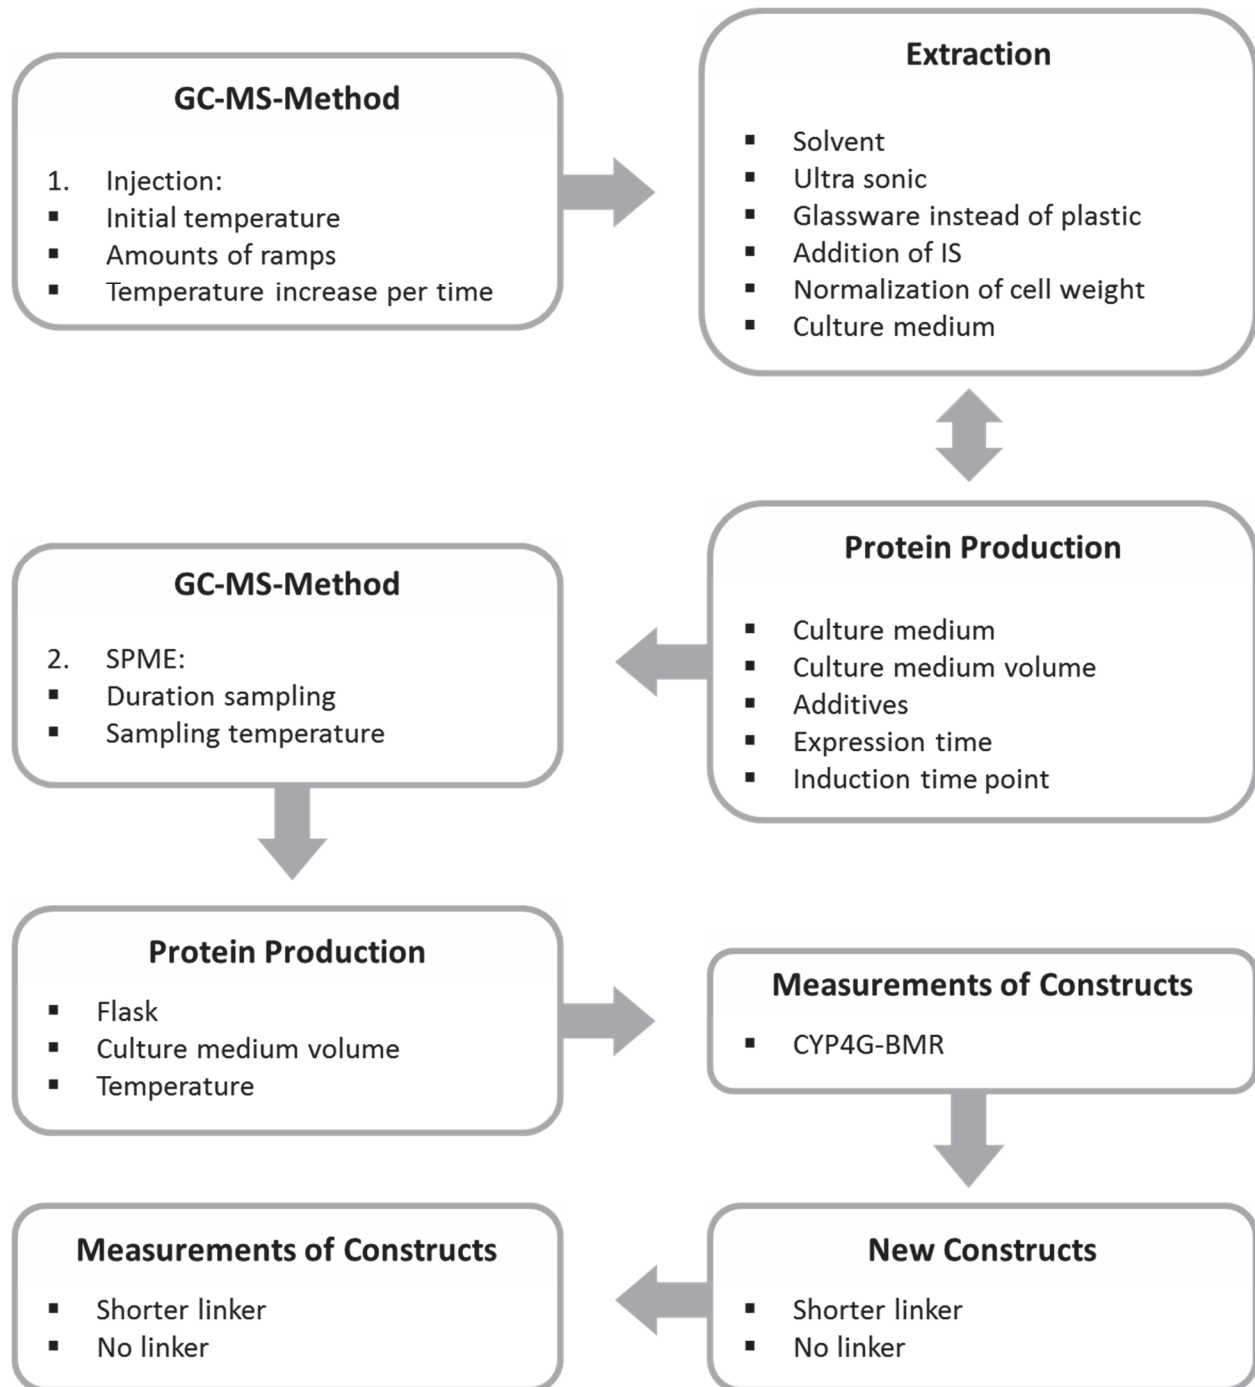 GC-MS-Method
1. Injection:
▪ Initial temperature
▪ Amounts of ramps
▪ Temperature increase per time
Extraction
▪ Solvent
▪ Ultra sonic
▪ Glassware instead of plastic
▪ Addition of IS
▪ Normalization of cell weight
▪ Culture medium
Protein Production
▪ Culture medium
▪ Culture medium volume
▪ Additives
▪ Expression time
▪ Induction time point
GC-MS-Method
2. SPME:
▪ Duration sampling
▪ Sampling temperature
Protein Production
▪ Flask
▪ Culture medium volume
▪ Temperature
Measurements of Constructs
▪ CYP4G-BMR
New Constructs
▪ Shorter linker
▪ No linker
Measurements of Constructs
▪ Shorter linker
▪ No linker